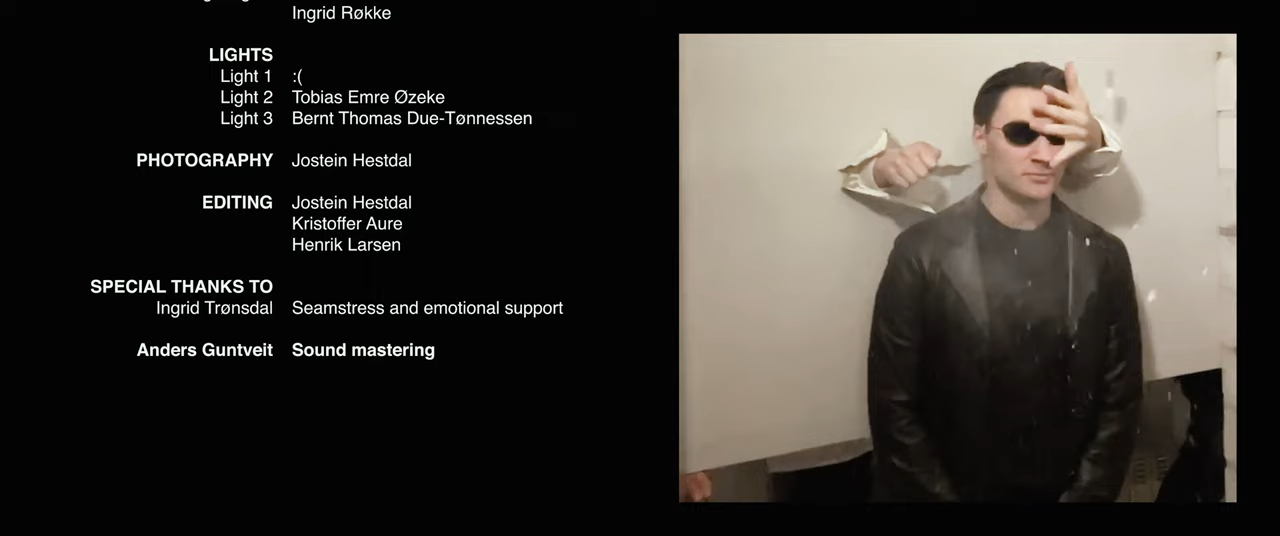 Ingrid Røkke
LIGHTS
Light 1 :(
Light 2 Tobias Emre Øzeke
Light 3 Bernt Thomas Due-Tønnessen
PHOTOGRAPHY Jostein Hestdal
EDITING Jostein Hestdal
Kristoffer Aure
Henrik Larsen
SPECIAL THANKS TO
Ingrid Trønsdal Seamstress and emotional support
Anders Guntveit Sound mastering